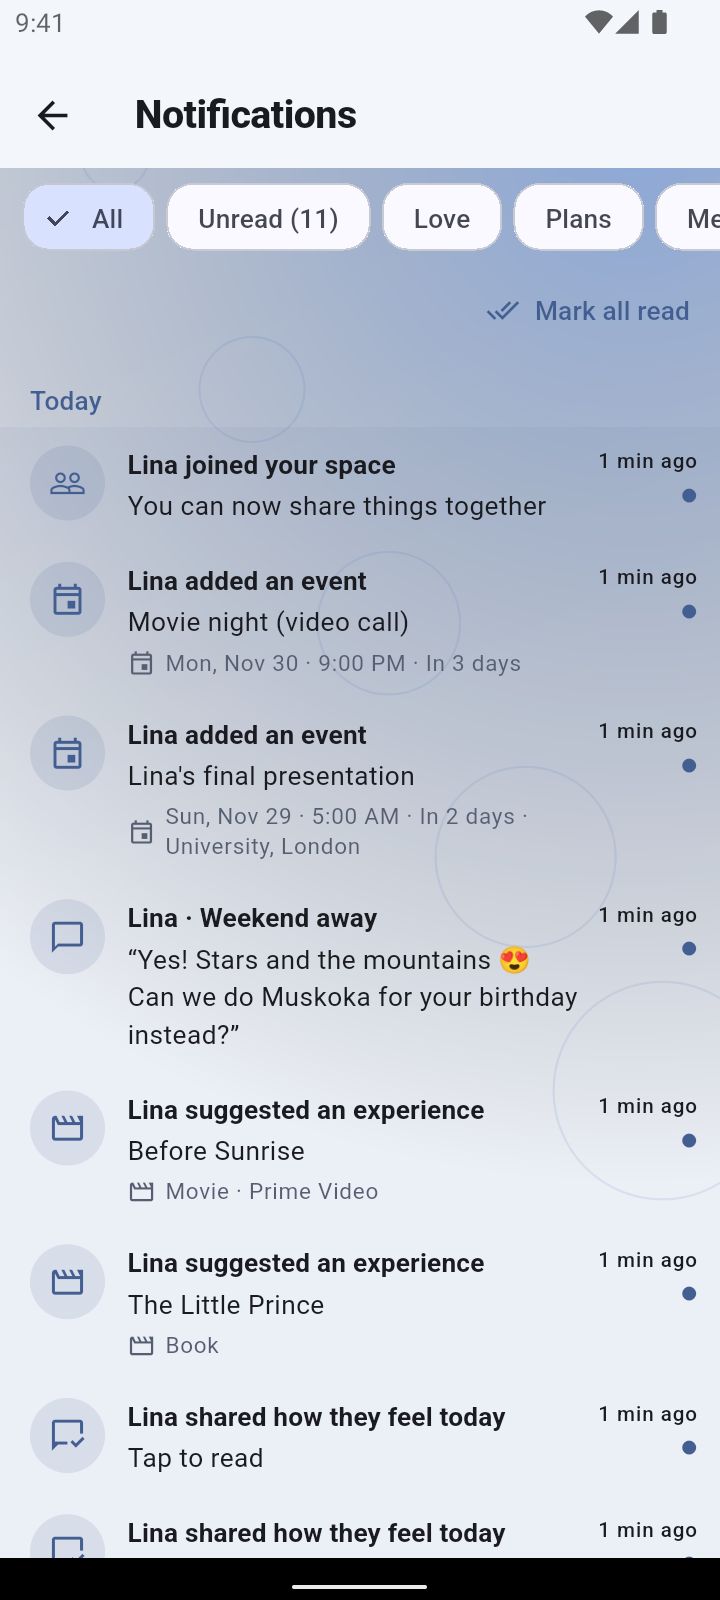 9:41
Notifications
All
Unread (11)
Love
Plans
Me
Mark all read
Today
Lina joined your space
1 min ago
You can now share things together
Lina added an event
1 min ago
Movie night (video call)
Mon, Nov 30 · 9:00 PM · In 3 days
Lina added an event
1 min ago
Lina's final presentation
Sun, Nov 29 · 5:00 AM · In 2 days ·
University, London
Lina · Weekend away
1 min ago
“Yes! Stars and the mountains 😍
Can we do Muskoka for your birthday
instead?”
Lina suggested an experience
1 min ago
Before Sunrise
Movie · Prime Video
Lina suggested an experience
1 min ago
The Little Prince
Book
Lina shared how they feel today
1 min ago
Tap to read
Lina shared how they feel today
1 min ago